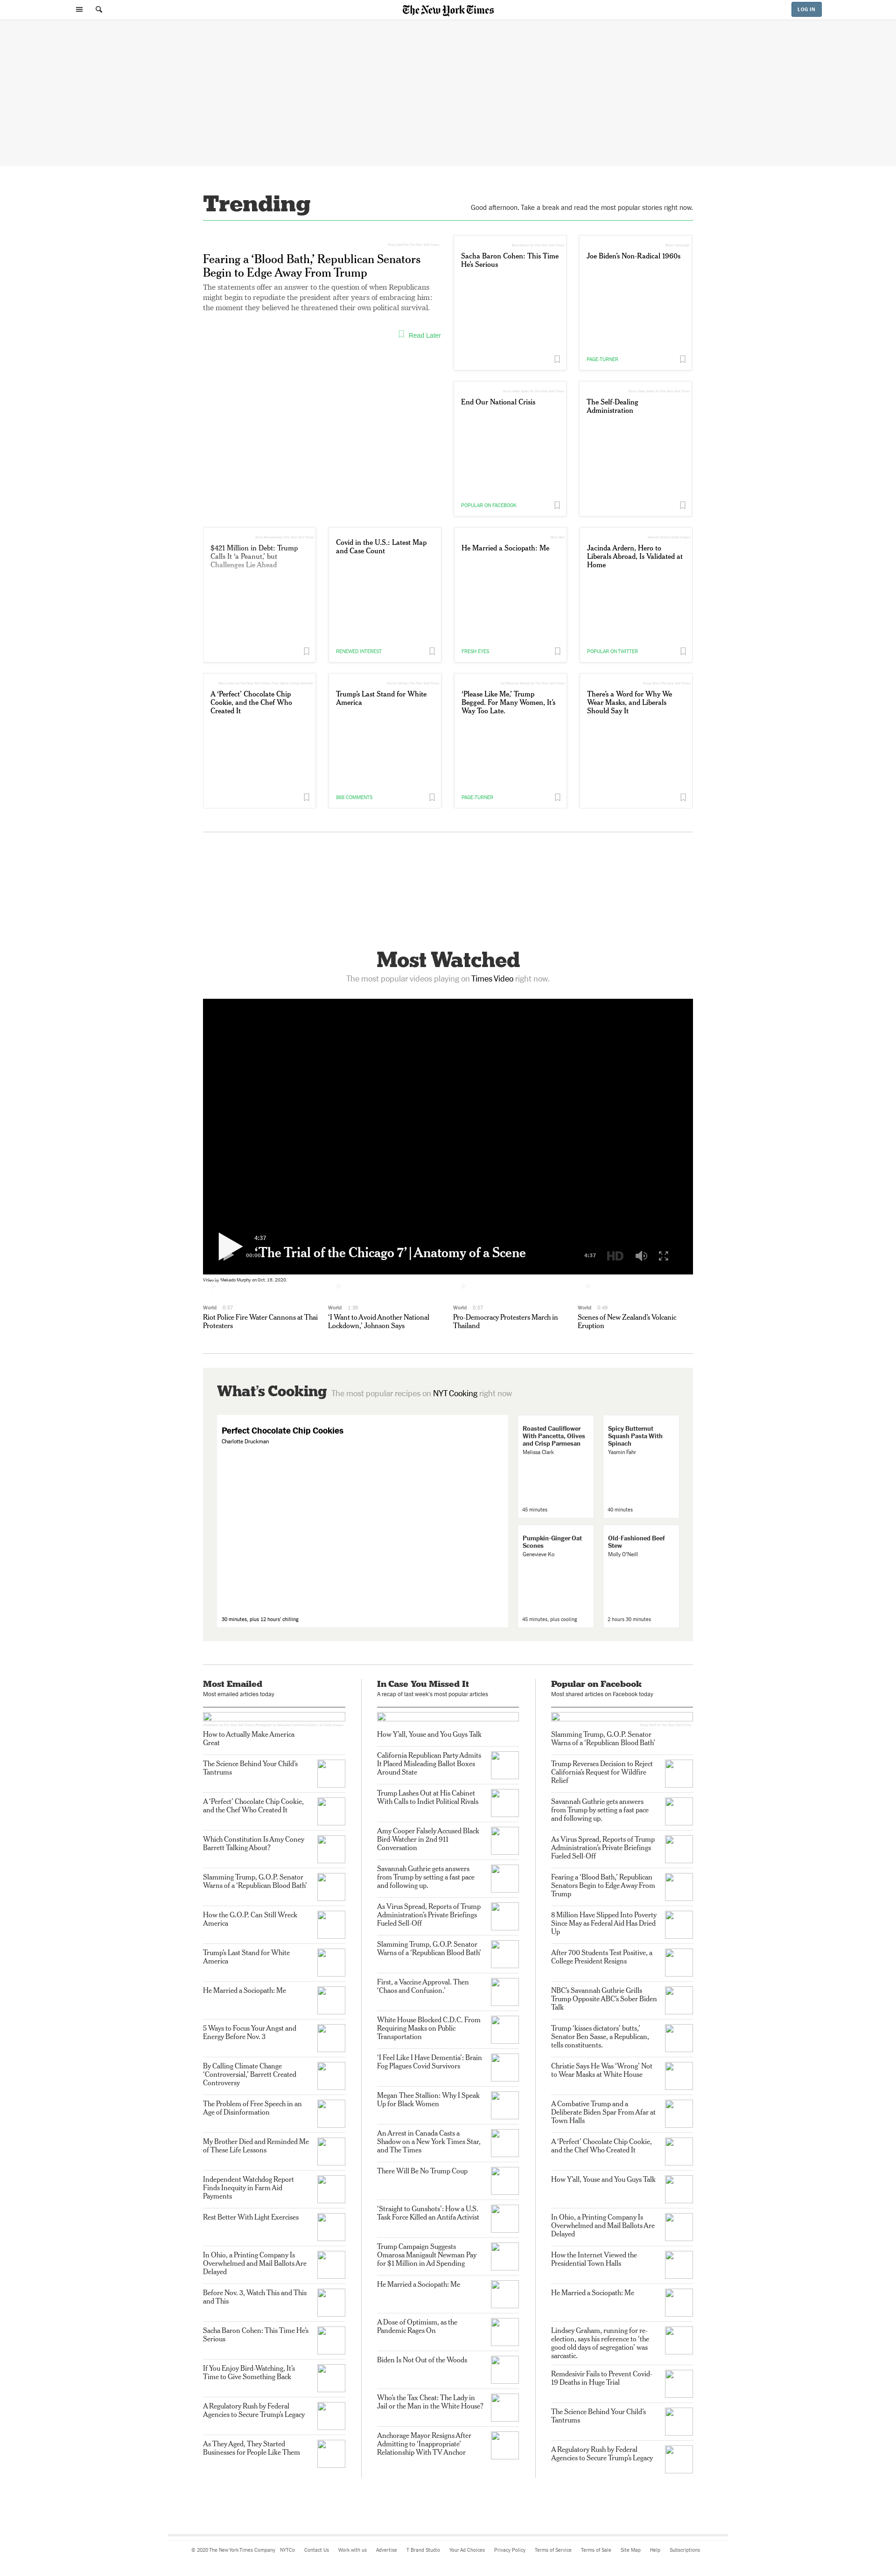 The New York Times
LOG IN
Trending
Good afternoon. Take a break and read the most popular stories right now.
Fearing a ‘Blood Bath,’ Republican Senators
Begin to Edge Away From Trump
The statements offer an answer to the question of when Republicans
might begin to repudiate the president after years of embracing him:
the moment they believed he threatened their own political survival.
Read Later
Sacha Baron Cohen: This Time
He’s Serious
Joe Biden’s Non-Radical 1960s
PAGE-TURNER
End Our National Crisis
POPULAR ON FACEBOOK
The Self-Dealing
Administration
$421 Million in Debt: Trump
Calls It ‘a Peanut,’ but
Challenges Lie Ahead
Covid in the U.S.: Latest Map
and Case Count
RENEWED INTEREST
He Married a Sociopath: Me
FRESH EYES
Jacinda Ardern, Hero to
Liberals Abroad, Is Validated at
Home
POPULAR ON TWITTER
A ‘Perfect’ Chocolate Chip
Cookie, and the Chef Who
Created It
Trump’s Last Stand for White
America
869 COMMENTS
‘Please Like Me,’ Trump
Begged. For Many Women, It’s
Way Too Late.
PAGE-TURNER
There’s a Word for Why We
Wear Masks, and Liberals
Should Say It
Most Watched
The most popular videos playing on Times Video right now.
4:37
00:00
‘The Trial of the Chicago 7’ | Anatomy of a Scene
4:37
HD
Video by Mekado Murphy on Oct. 18, 2020.
World 0:57
Riot Police Fire Water Cannons at Thai
Protesters
World 1:38
‘I Want to Avoid Another National
Lockdown,’ Johnson Says
World 0:57
Pro-Democracy Protesters March in
Thailand
World 0:48
Scenes of New Zealand’s Volcanic
Eruption
What’s Cooking
The most popular recipes on NYT Cooking right now
Perfect Chocolate Chip Cookies
Charlotte Druckman
30 minutes, plus 12 hours’ chilling
Roasted Cauliflower
With Pancetta, Olives
and Crisp Parmesan
Melissa Clark
45 minutes
Spicy Butternut
Squash Pasta With
Spinach
Yasmin Fahr
40 minutes
Pumpkin-Ginger Oat
Scones
Genevieve Ko
45 minutes, plus cooling
Old-Fashioned Beef
Stew
Molly O’Neill
2 hours 30 minutes
Most Emailed
Most emailed articles today
How to Actually Make America
Great
The Science Behind Your Child’s
Tantrums
A ‘Perfect’ Chocolate Chip Cookie,
and the Chef Who Created It
Which Constitution Is Amy Coney
Barrett Talking About?
Slamming Trump, G.O.P. Senator
Warns of a ‘Republican Blood Bath’
How the G.O.P. Can Still Wreck
America
Trump’s Last Stand for White
America
He Married a Sociopath: Me
5 Ways to Focus Your Angst and
Energy Before Nov. 3
By Calling Climate Change
‘Controversial,’ Barrett Created
Controversy
The Problem of Free Speech in an
Age of Disinformation
My Brother Died and Reminded Me
of These Life Lessons
Independent Watchdog Report
Finds Inequity in Farm Aid
Payments
Rest Better With Light Exercises
In Ohio, a Printing Company Is
Overwhelmed and Mail Ballots Are
Delayed
Before Nov. 3, Watch This and This
and This
Sacha Baron Cohen: This Time He’s
Serious
If You Enjoy Bird-Watching, It’s
Time to Give Something Back
A Regulatory Rush by Federal
Agencies to Secure Trump’s Legacy
As They Aged, They Started
Businesses for People Like Them
In Case You Missed It
A recap of last week’s most popular articles
How Y’all, Youse and You Guys Talk
California Republican Party Admits
It Placed Misleading Ballot Boxes
Around State
Trump Lashes Out at His Cabinet
With Calls to Indict Political Rivals
Amy Cooper Falsely Accused Black
Bird-Watcher in 2nd 911
Conversation
Savannah Guthrie gets answers
from Trump by setting a fast pace
and following up.
As Virus Spread, Reports of Trump
Administration’s Private Briefings
Fueled Sell-Off
Slamming Trump, G.O.P. Senator
Warns of a ‘Republican Blood Bath’
First, a Vaccine Approval. Then
‘Chaos and Confusion.’
White House Blocked C.D.C. From
Requiring Masks on Public
Transportation
‘I Feel Like I Have Dementia’: Brain
Fog Plagues Covid Survivors
Megan Thee Stallion: Why I Speak
Up for Black Women
An Arrest in Canada Casts a
Shadow on a New York Times Star,
and The Times
There Will Be No Trump Coup
‘Straight to Gunshots’: How a U.S.
Task Force Killed an Antifa Activist
Trump Campaign Suggests
Omarosa Manigault Newman Pay
for $1 Million in Ad Spending
He Married a Sociopath: Me
A Dose of Optimism, as the
Pandemic Rages On
Biden Is Not Out of the Woods
Who’s the Tax Cheat: The Lady in
Jail or the Man in the White House?
Anchorage Mayor Resigns After
Admitting to ‘Inappropriate’
Relationship With TV Anchor
Popular on Facebook
Most shared articles on Facebook today
Slamming Trump, G.O.P. Senator
Warns of a ‘Republican Blood Bath’
Trump Reverses Decision to Reject
California’s Request for Wildfire
Relief
Savannah Guthrie gets answers
from Trump by setting a fast pace
and following up.
As Virus Spread, Reports of Trump
Administration’s Private Briefings
Fueled Sell-Off
Fearing a ‘Blood Bath,’ Republican
Senators Begin to Edge Away From
Trump
8 Million Have Slipped Into Poverty
Since May as Federal Aid Has Dried
Up
After 700 Students Test Positive, a
College President Resigns
NBC’s Savannah Guthrie Grills
Trump Opposite ABC’s Sober Biden
Talk
Trump ‘kisses dictators’ butts,’
Senator Ben Sasse, a Republican,
tells constituents.
Christie Says He Was ‘Wrong’ Not
to Wear Masks at White House
A Combative Trump and a
Deliberate Biden Spar From Afar at
Town Halls
A ‘Perfect’ Chocolate Chip Cookie,
and the Chef Who Created It
How Y’all, Youse and You Guys Talk
In Ohio, a Printing Company Is
Overwhelmed and Mail Ballots Are
Delayed
How the Internet Viewed the
Presidential Town Halls
He Married a Sociopath: Me
Lindsey Graham, running for re-
election, says his reference to ‘the
good old days of segregation’ was
sarcastic.
Remdesivir Fails to Prevent Covid-
19 Deaths in Huge Trial
The Science Behind Your Child’s
Tantrums
A Regulatory Rush by Federal
Agencies to Secure Trump’s Legacy
© 2020 The New York Times Company NYTCo Contact Us Work with us Advertise T Brand Studio Your Ad Choices Privacy Policy Terms of Service Terms of Sale Site Map Help Subscriptions